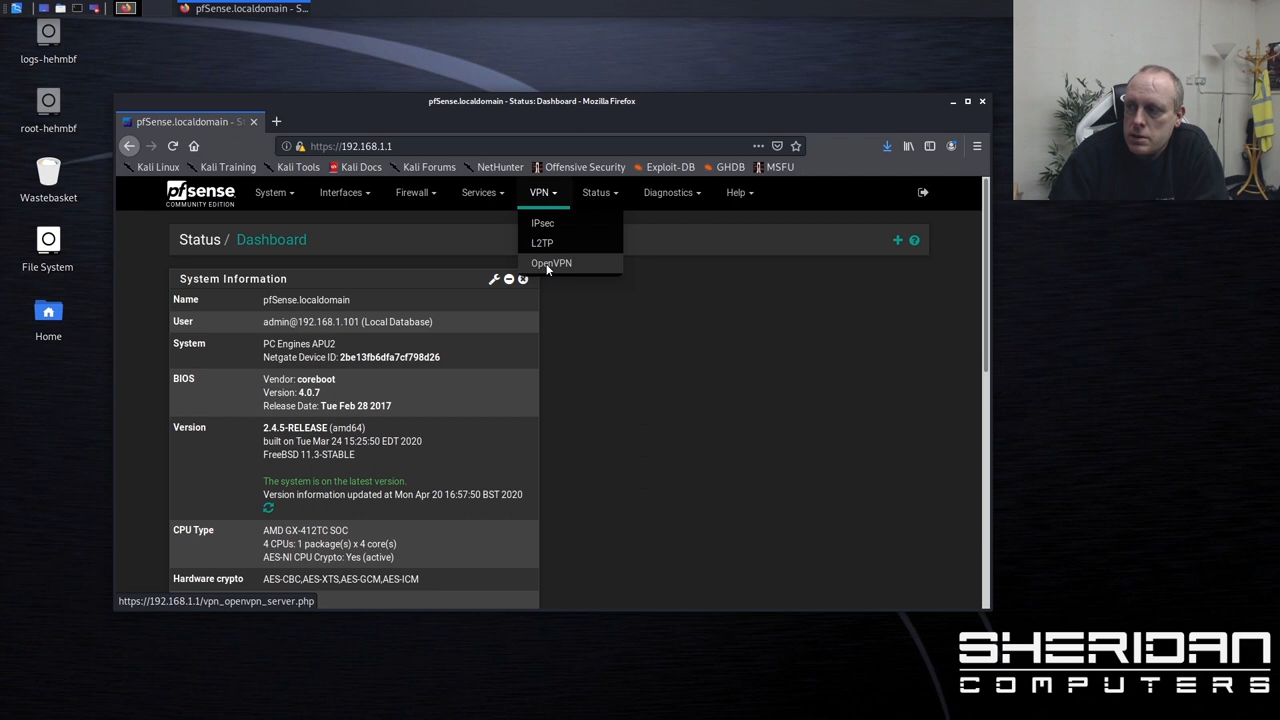 pfSense.localdomain - S...
logs-hehmbf
root-hehmbf
Wastebasket
File System
Home
pfSense.localdomain - Status: Dashboard - Mozilla Firefox
pfSense.localdomain - St
https://192.168.1.1
Kali Linux Kali Training Kali Tools Kali Docs Kali Forums NetHunter Offensive Security Exploit-DB GHDB MSFU
pfsense System Interfaces Firewall Services VPN Status Diagnostics Help
COMMUNITY EDITION
IPsec
L2TP
OpenVPN
Status / Dashboard
System Information
Name pfSense.localdomain
User admin@192.168.1.101 (Local Database)
System PC Engines APU2
Netgate Device ID: 2be13fb6dfa7cf798d26
BIOS Vendor: coreboot
Version: 4.0.7
Release Date: Tue Feb 28 2017
Version 2.4.5-RELEASE (amd64)
built on Tue Mar 24 15:25:50 EDT 2020
FreeBSD 11.3-STABLE
The system is on the latest version.
Version information updated at Mon Apr 20 16:57:50 BST 2020
CPU Type AMD GX-412TC SOC
4 CPUs: 1 package(s) x 4 core(s)
AES-NI CPU Crypto: Yes (active)
Hardware crypto AES-CBC,AES-XTS,AES-GCM,AES-ICM
https://192.168.1.1/vpn_openvpn_server.php
SHERIDAN
COMPUTERS